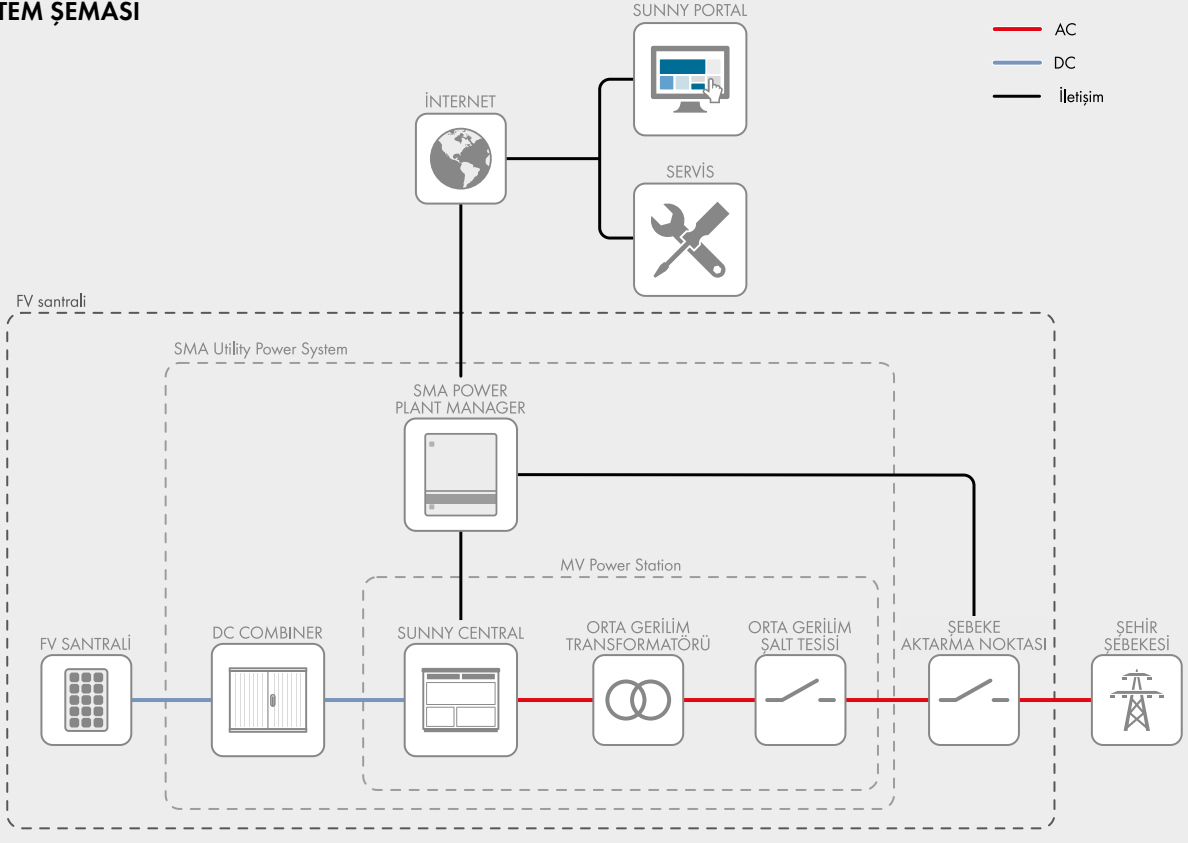 TEM ŞEMASI
SUNNY PORTAL
AC
DC
İletişim
İNTERNET
SERVİS
FV santrali
SMA Utility Power System
SMA POWER
PLANT MANAGER
MV Power Station
FV SANTRALİ
DC COMBINER
SUNNY CENTRAL
ORTA GERİLİM
TRANSFORMATÖRÜ
ORTA GERİLİM
ŞALT TESİSİ
ŞEBEKE
AKTARMA NOKTASI
ŞEHİR
ŞEBEKESİ